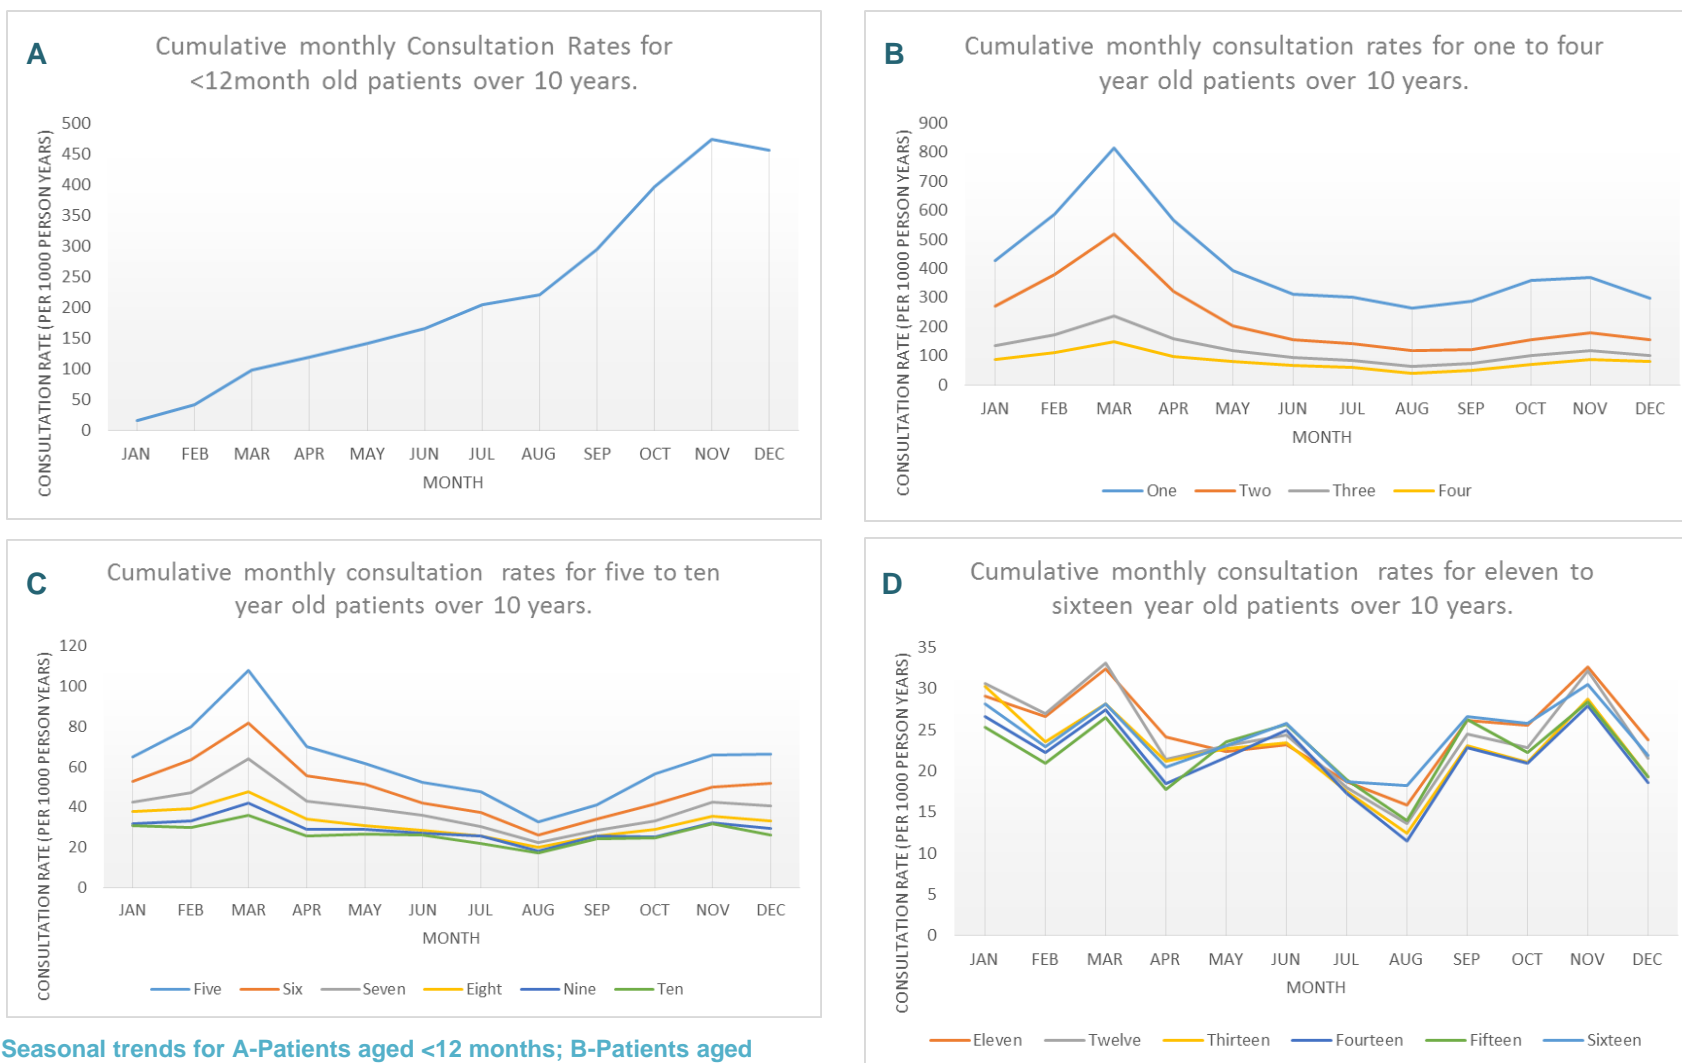 A
Cumulative monthly Consultation Rates for
<12month old patients over 10 years.
CONSULTATION RATE (PER 1000 PERSON YEARS)
500
450
400
350
300
250
200
150
100
50
0
JAN FEB MAR APR MAY JUN JUL AUG SEP OCT NOV DEC
MONTH
B
Cumulative monthly consultation rates for one to four
year old patients over 10 years.
CONSULTATION RATE (PER 1000 PERSON YEARS)
900
800
700
600
500
400
300
200
100
0
JAN FEB MAR APR MAY JUN JUL AUG SEP OCT NOV DEC
MONTH
One Two Three Four
C
Cumulative monthly consultation rates for five to ten
year old patients over 10 years.
CONSULTATION RATE (PER 1000 PERSON YEARS)
120
100
80
60
40
20
0
JAN FEB MAR APR MAY JUN JUL AUG SEP OCT NOV DEC
MONTH
Five Six Seven Eight Nine Ten
D
Cumulative monthly consultation rates for eleven to
sixteen year old patients over 10 years.
CONSULTATION RATE (PER 1000 PERSON YEARS)
35
30
25
20
15
10
5
0
JAN FEB MAR APR MAY JUN JUL AUG SEP OCT NOV DEC
MONTH
Eleven Twelve Thirteen Fourteen Fifteen Sixteen
Seasonal trends for A-Patients aged <12 months; B-Patients aged